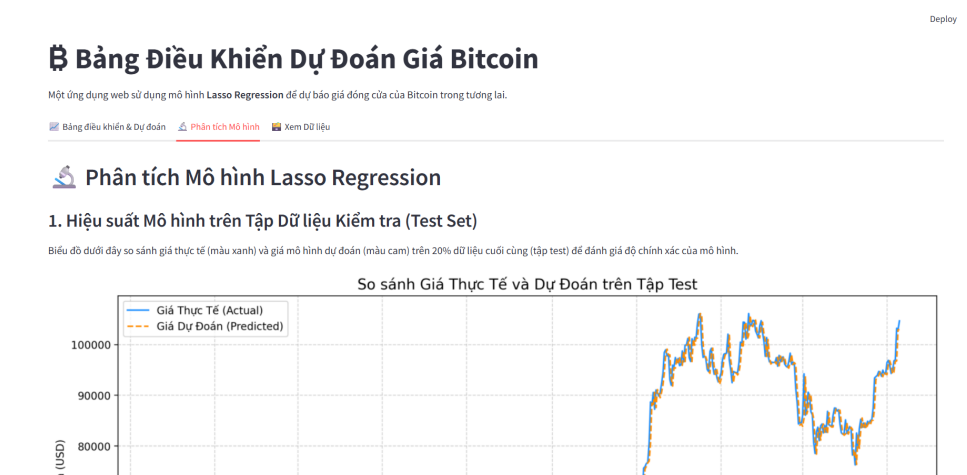 Deploy
₿ Bảng Điều Khiển Dự Đoán Giá Bitcoin
Một ứng dụng web sử dụng mô hình Lasso Regression để dự báo giá đóng cửa của Bitcoin trong tương lai.
Bảng điều khiển & Dự đoán Phân tích Mô hình Xem Dữ liệu
Phân tích Mô hình Lasso Regression
1. Hiệu suất Mô hình trên Tập Dữ liệu Kiểm tra (Test Set)
Biểu đồ dưới đây so sánh giá thực tế (màu xanh) và giá mô hình dự đoán (màu cam) trên 20% dữ liệu cuối cùng (tập test) để đánh giá độ chính xác của mô hình.
So sánh Giá Thực Tế và Dự Đoán trên Tập Test
Giá Thực Tế (Actual)
Giá Dự Đoán (Predicted)
100000
90000
80000
(USD)